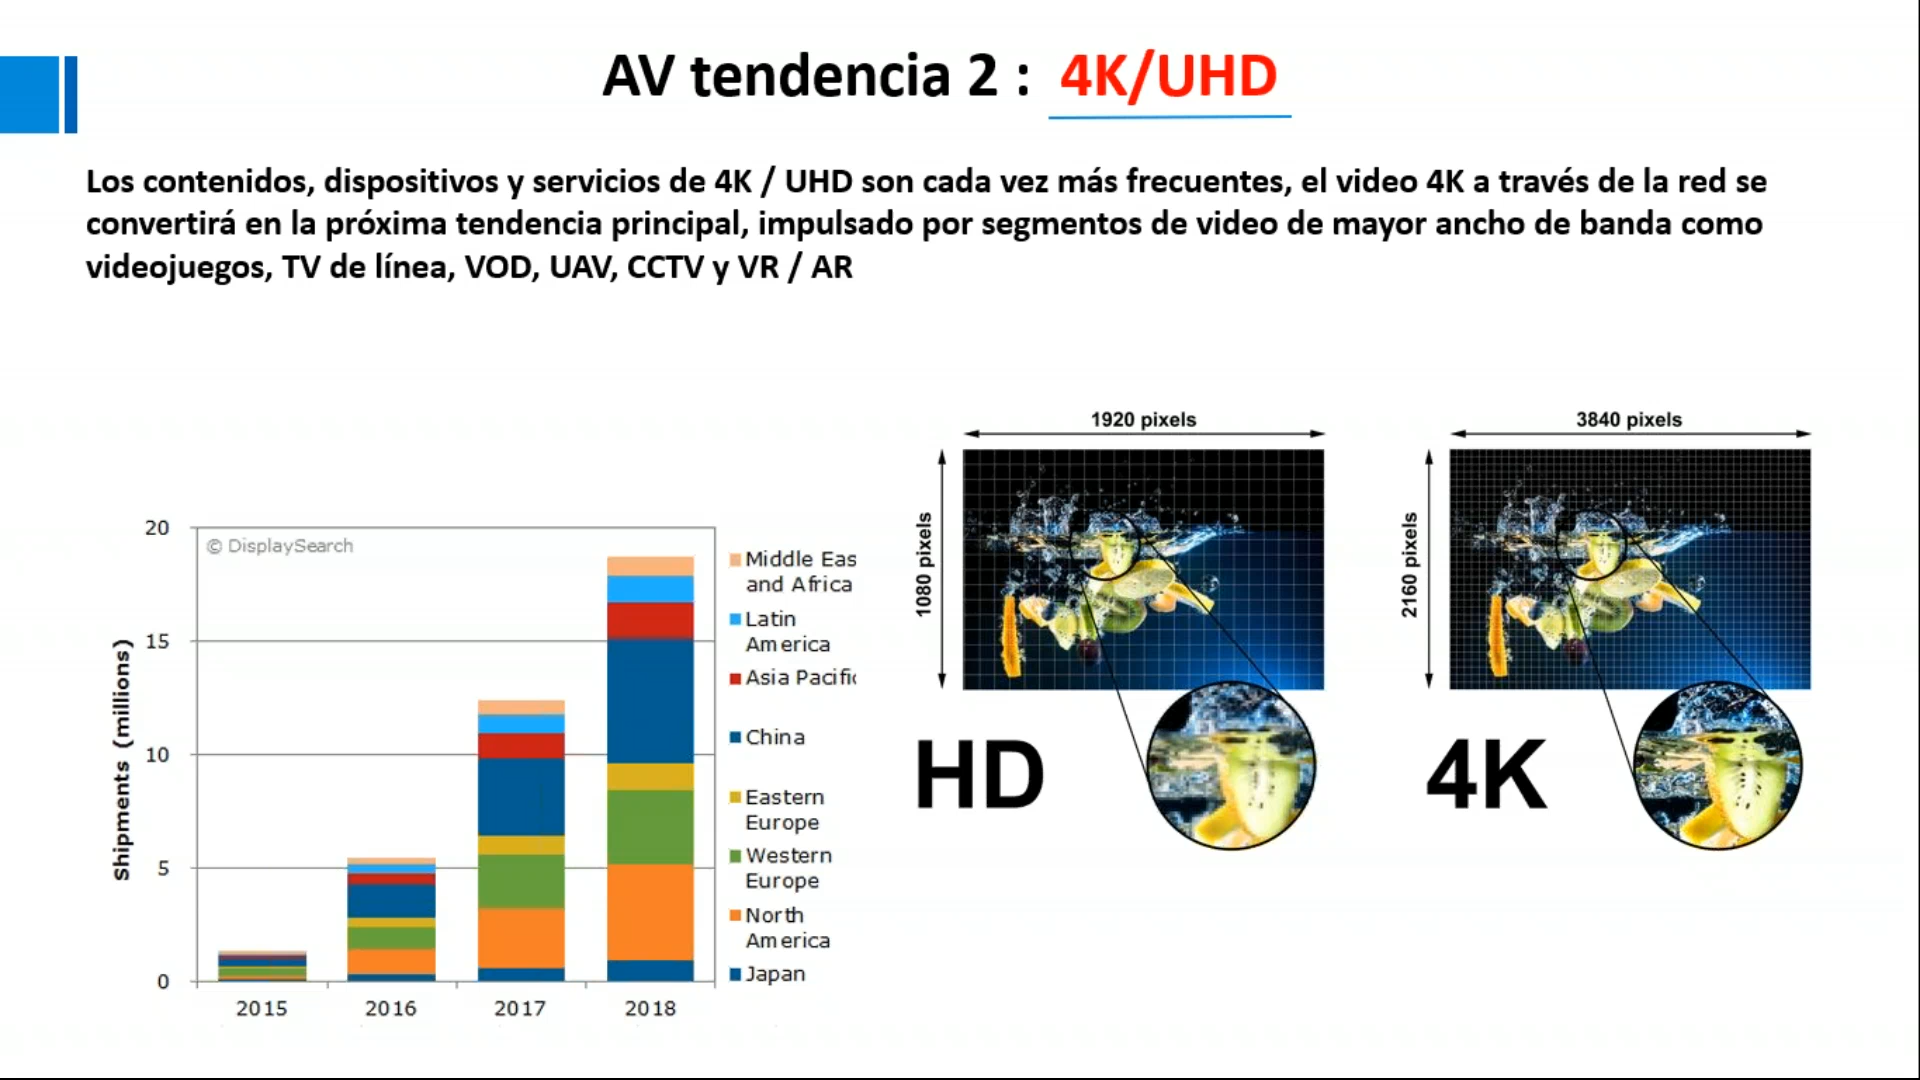 AV tendencia 2 : 4K/UHD
Los contenidos, dispositivos y servicios de 4K / UHD son cada vez más frecuentes, el video 4K a través de la red se
convertirá en la próxima tendencia principal, impulsado por segmentos de video de mayor ancho de banda como
videojuegos, TV de línea, VOD, UAV, CCTV y VR / AR
Shipments (millions)
20
15
10
5
0
© DisplaySearch
2015 2016 2017 2018
Middle Eas
and Africa
Latin
America
Asia Pacific
China
Eastern
Europe
Western
Europe
North
America
Japan
1920 pixels
1080 pixels
HD
3840 pixels
2160 pixels
4K